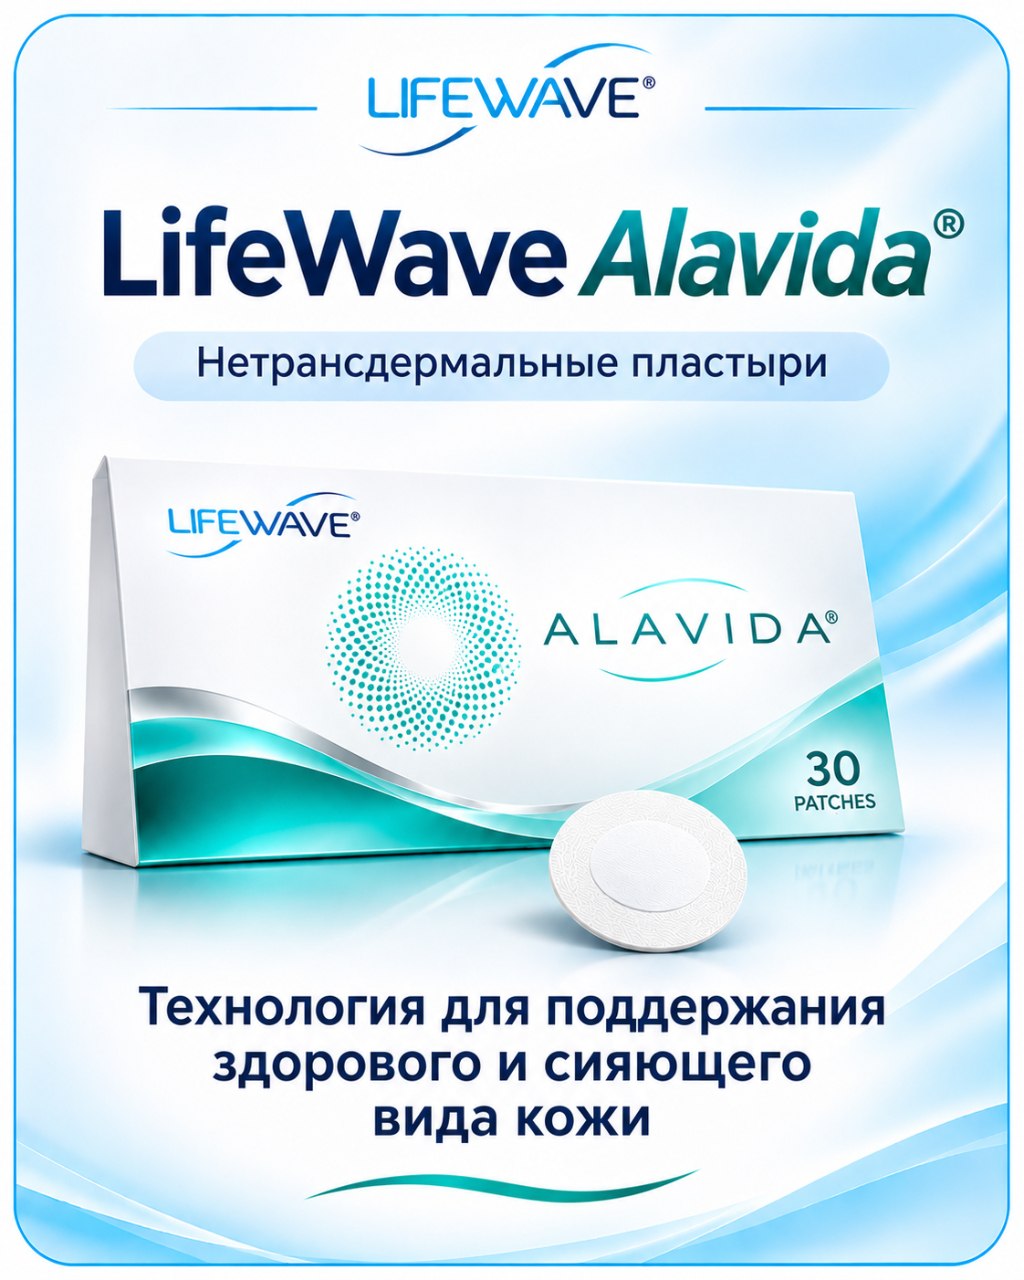 LIFEWAVE®
LifeWave Alavida®
Нетрансдермальные пластыри
LIFEWAVE®
ALAVIDA®
30
PATCHES
Технология для поддержания
здорового и сияющего
вида кожи